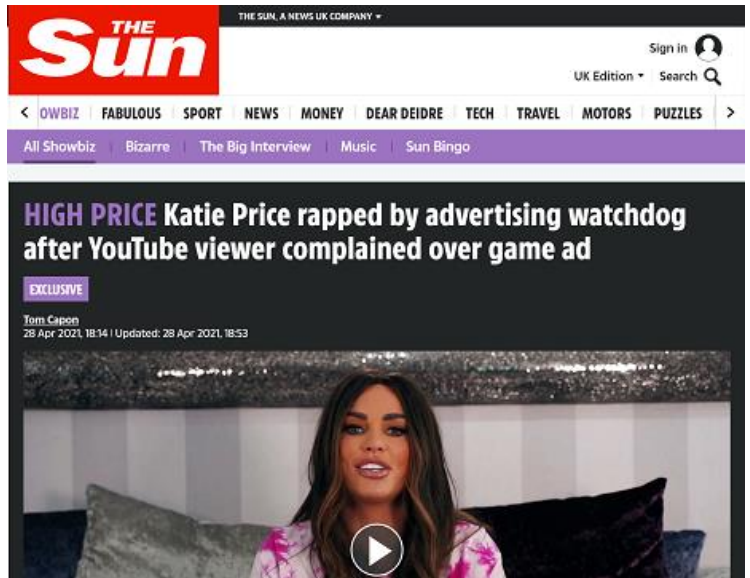 THE SUN, A NEWS UK COMPANY
THE
Sun
Sign in
UK Edition Search
OWBIZ FABULOUS SPORT NEWS MONEY DEAR DEIDRE TECH TRAVEL MOTORS PUZZLES
All Showbiz Bizarre The Big Interview Music Sun Bingo
HIGH PRICE Katie Price rapped by advertising watchdog
after YouTube viewer complained over game ad
EXCLUSIVE
Tom Capon
28 Apr 2021, 18:14 | Updated: 28 Apr 2021, 18:53